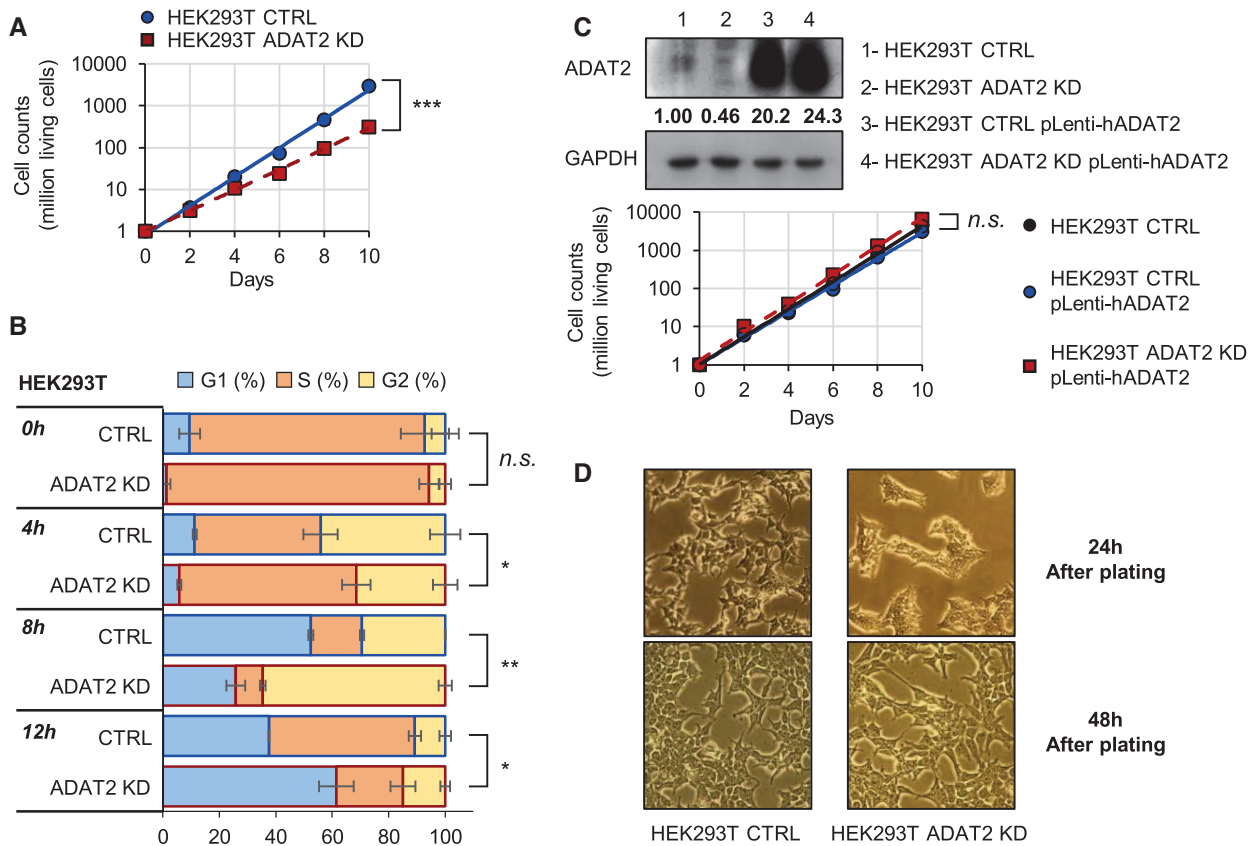 A
HEK293T CTRL
HEK293T ADAT2 KD
Cell counts
(million living cells)
10000
1000
100
10
1
0 2 4 6 8 10
Days
***
B
HEK293T
G1 (%) S (%) G2 (%)
0h CTRL
ADAT2 KD
n.s.
4h CTRL
ADAT2 KD
*
8h CTRL
ADAT2 KD
**
12h CTRL
ADAT2 KD
*
0 20 40 60 80 100
C
1 2 3 4
ADAT2
1.00 0.46 20.2 24.3
GAPDH
1- HEK293T CTRL
2- HEK293T ADAT2 KD
3- HEK293T CTRL pLenti-hADAT2
4- HEK293T ADAT2 KD pLenti-hADAT2
Cell counts
(million living cells)
10000
1000
100
10
1
0 2 4 6 8 10
Days
n.s.
HEK293T CTRL
HEK293T CTRL
pLenti-hADAT2
HEK293T ADAT2 KD
pLenti-hADAT2
D
24h
After plating
48h
After plating
HEK293T CTRL HEK293T ADAT2 KD